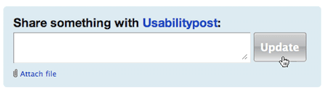 Share something with Usabilitypost:
Update
Attach file